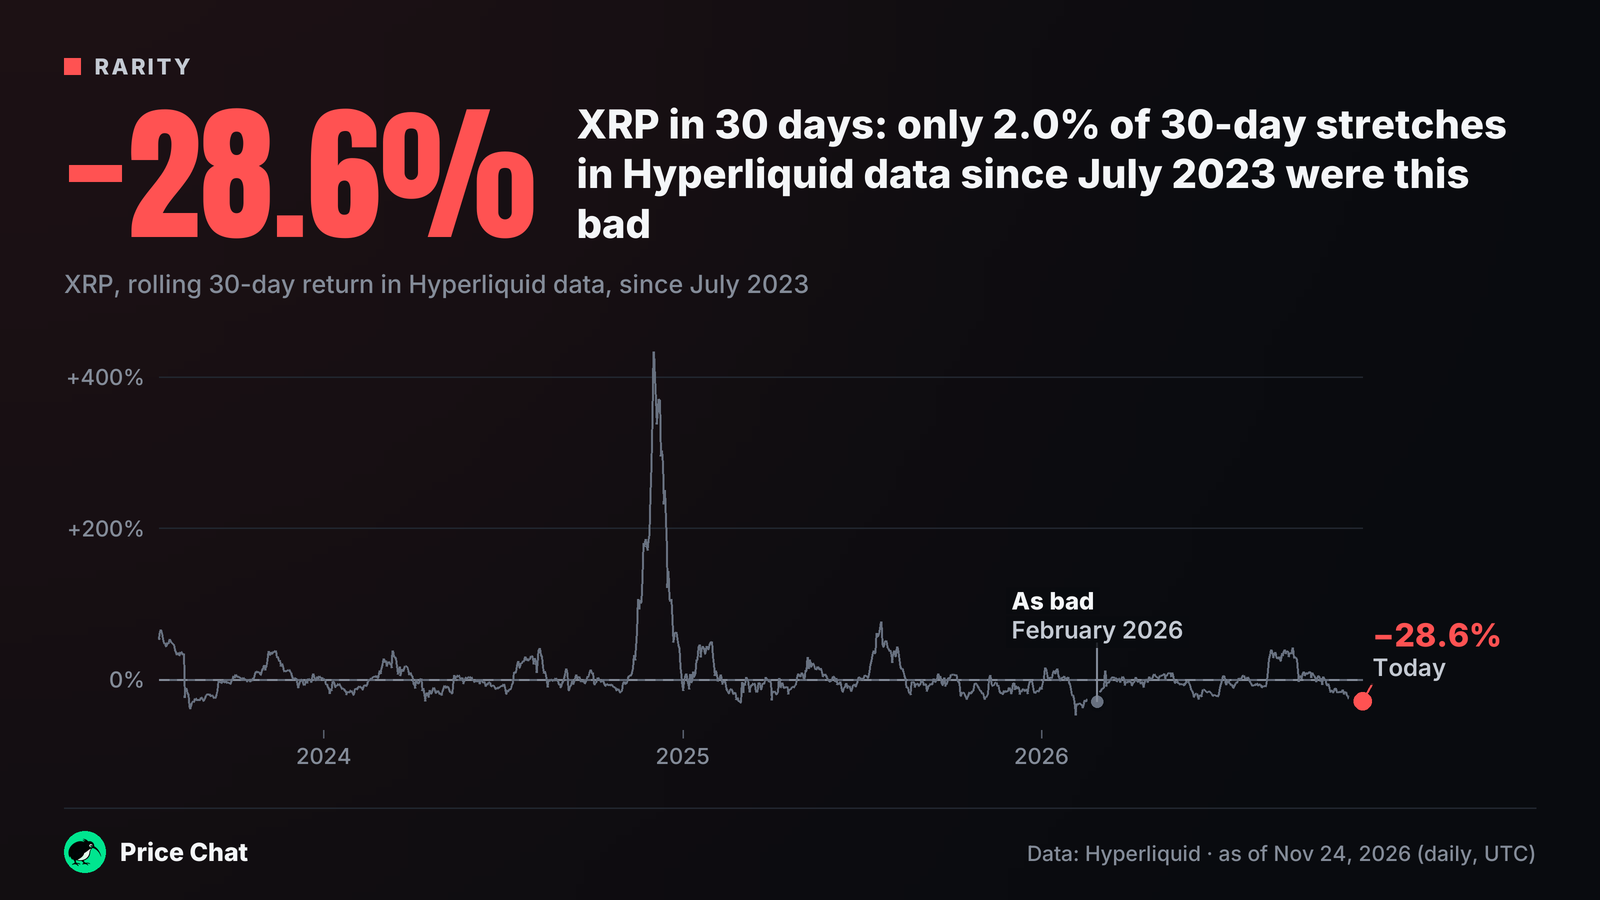 RARITY
−28.6%
XRP in 30 days: only 2.0% of 30-day stretches
in Hyperliquid data since July 2023 were this
bad
XRP, rolling 30-day return in Hyperliquid data, since July 2023
+400%
+200%
0%
As bad
February 2026
−28.6%
Today
2024
2025
2026
Price Chat
Data: Hyperliquid · as of Nov 24, 2026 (daily, UTC)